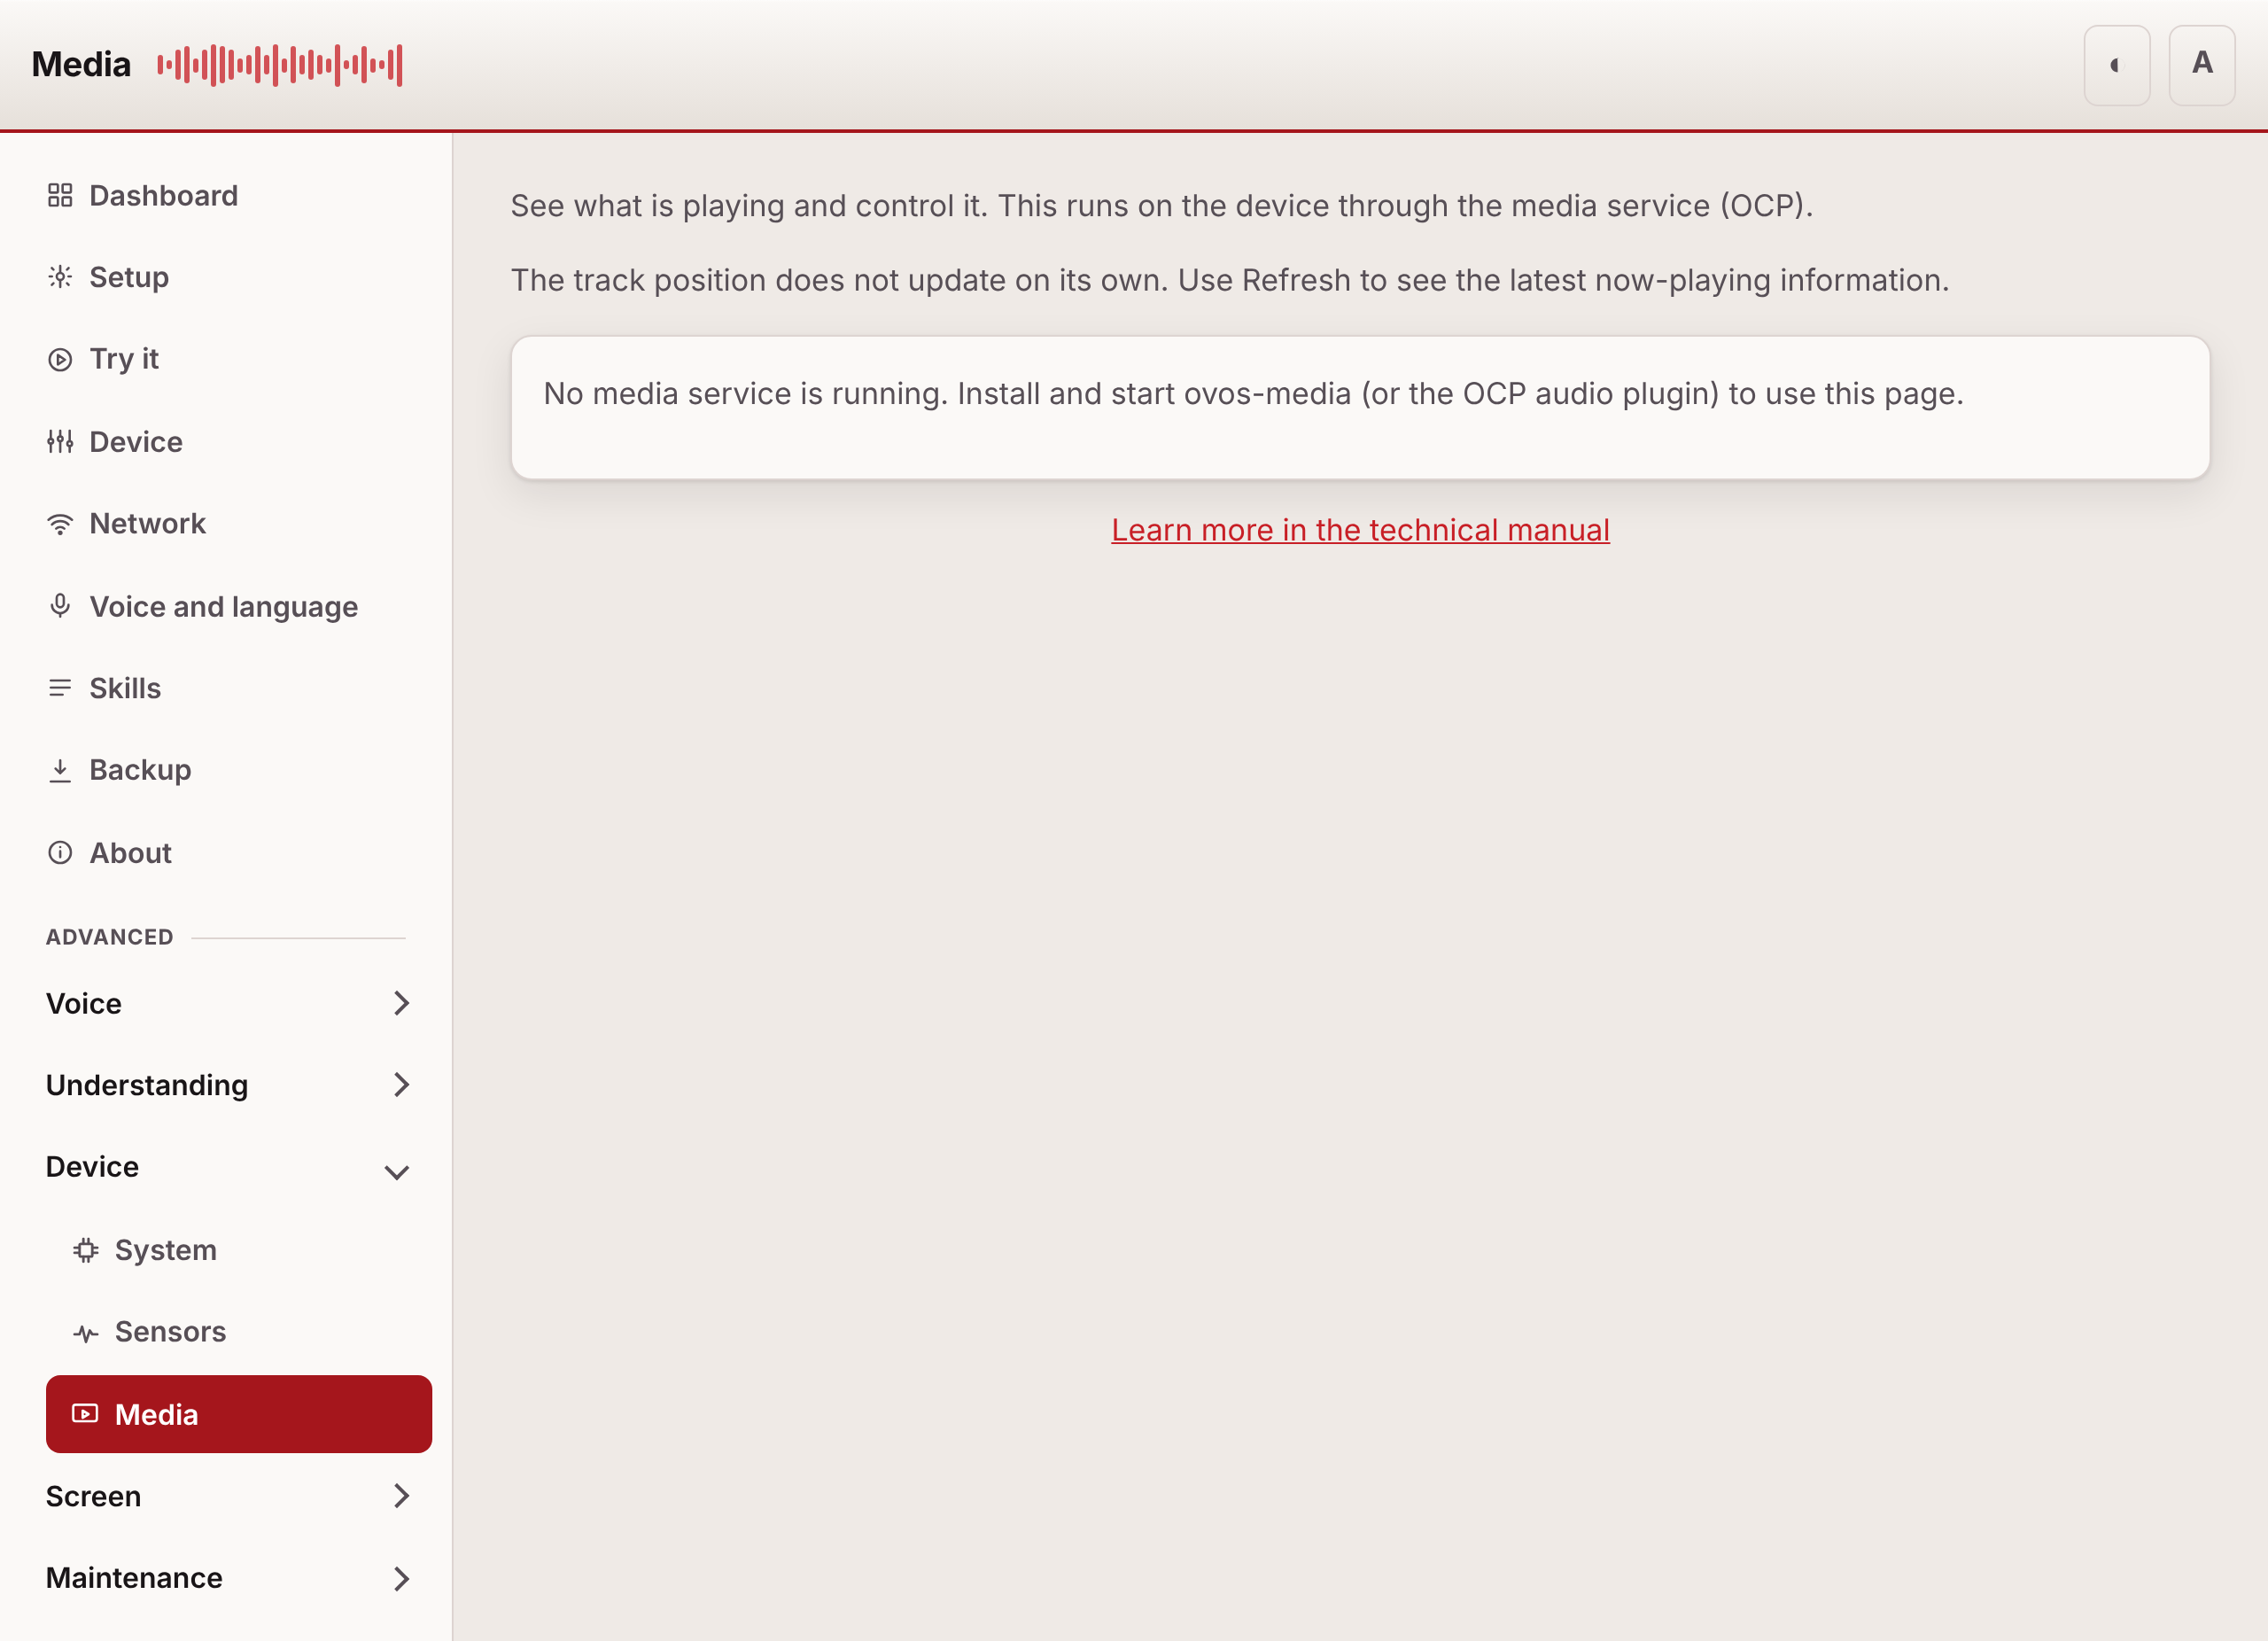 Media
A
Dashboard
Setup
Try it
Device
Network
Voice and language
Skills
Backup
About
ADVANCED
Voice
Understanding
Device
System
Sensors
Media
Screen
Maintenance
See what is playing and control it. This runs on the device through the media service (OCP).
The track position does not update on its own. Use Refresh to see the latest now-playing information.
No media service is running. Install and start ovos-media (or the OCP audio plugin) to use this page.
Learn more in the technical manual